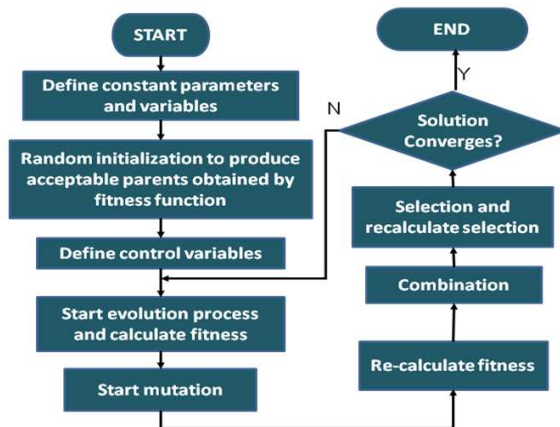 START
Define constant parameters
and variables
Random initialization to produce
acceptable parents obtained by
fitness function
Define control variables
Start evolution process
and calculate fitness
Start mutation
Re-calculate fitness
Combination
Selection and
recalculate selection
Solution
Converges?
N
Y
END